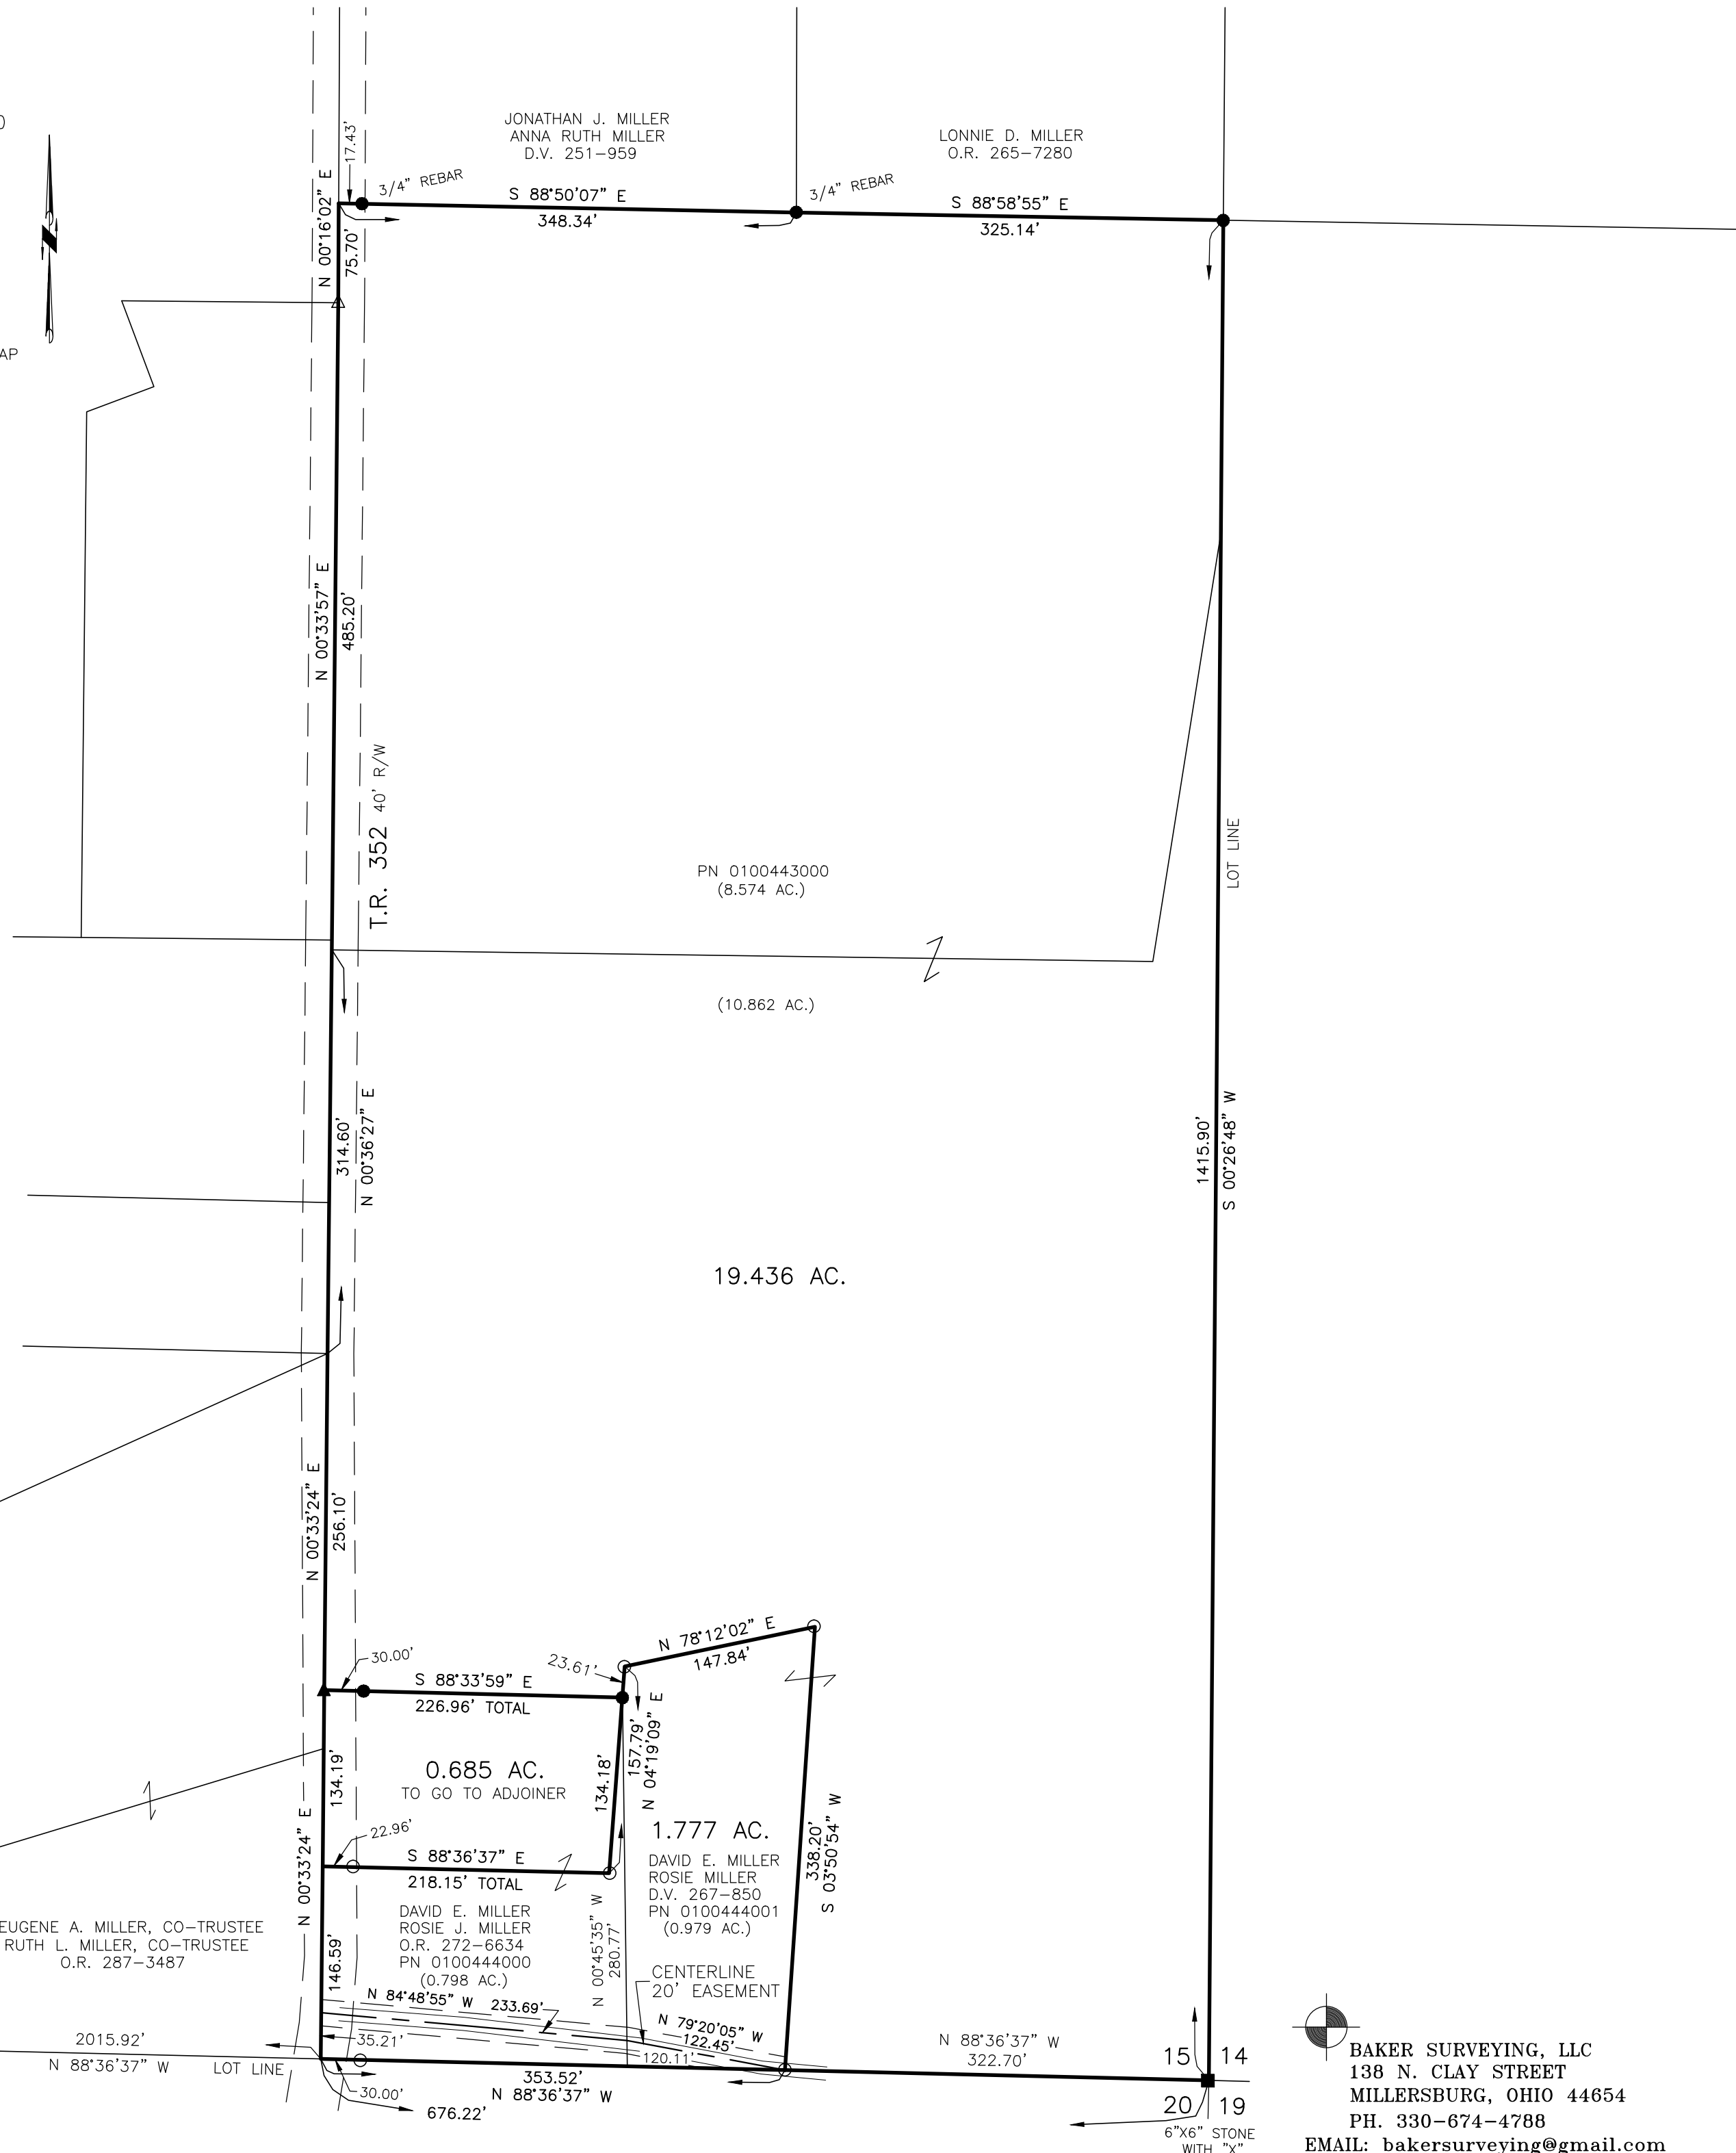 JONATHAN J. MILLER
ANNA RUTH MILLER
D.V. 251-959
LONNIE D. MILLER
O.R. 265-7280
17.43'
3/4" REBAR
S 88°50'07" E
348.34'
3/4" REBAR
S 88°58'55" E
325.14'
N 00°16'02" E
75.70'
AP
N 00°33'57" E
485.20'
T.R. 352 40' R/W
PN 0100443000
(8.574 AC.)
LOT LINE
(10.862 AC.)
314.60'
N 00°36'27" E
1415.90'
S 00°26'48" W
19.436 AC.
N 00°33'24" E
256.10'
30.00'
S 88°33'59" E
226.96' TOTAL
23.61'
N 78°12'02" E
147.84'
157.79'
N 04°19'09" E
134.19'
0.685 AC.
TO GO TO ADJOINER
134.18'
1.777 AC.
DAVID E. MILLER
ROSIE MILLER
D.V. 267-850
PN 0100444001
(0.979 AC.)
338.20'
S 03°50'54" W
22.96'
S 88°36'37" E
218.15' TOTAL
N 00°33'24" E
146.59'
DAVID E. MILLER
ROSIE J. MILLER
O.R. 272-6634
PN 0100444000
(0.798 AC.)
N 00°45'35" W
280.77'
EUGENE A. MILLER, CO-TRUSTEE
RUTH L. MILLER, CO-TRUSTEE
O.R. 287-3487
CENTERLINE
20' EASEMENT
N 84°48'55" W 233.69'
N 79°20'05" W
122.45'
35.21'
120.11'
2015.92'
N 88°36'37" W
LOT LINE
30.00'
353.52'
N 88°36'37" W
676.22'
N 88°36'37" W
322.70'
15 14
20 19
6"X6" STONE
WITH "X"
BAKER SURVEYING, LLC
138 N. CLAY STREET
MILLERSBURG, OHIO 44654
PH. 330-674-4788
EMAIL: bakersurveying@gmail.com